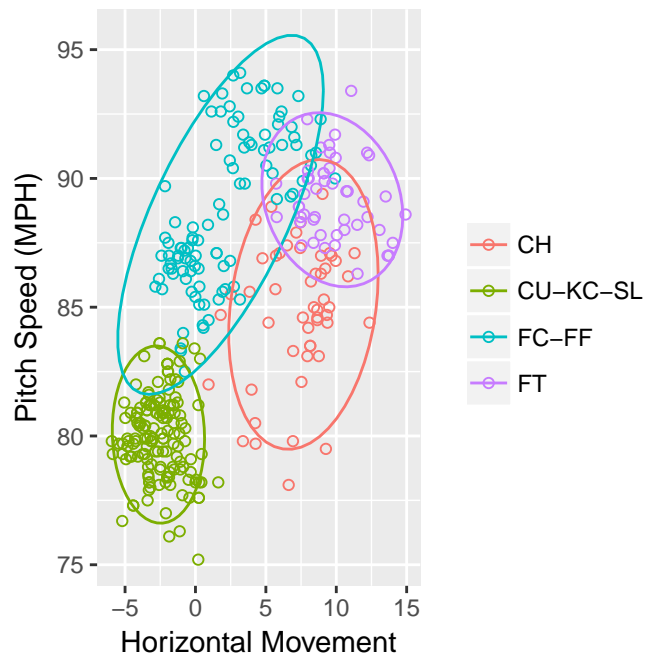 95
90
85
80
75
−5
0
5
10
15
Pitch Speed (MPH)
Horizontal Movement
CH
CU−KC−SL
FC−FF
FT